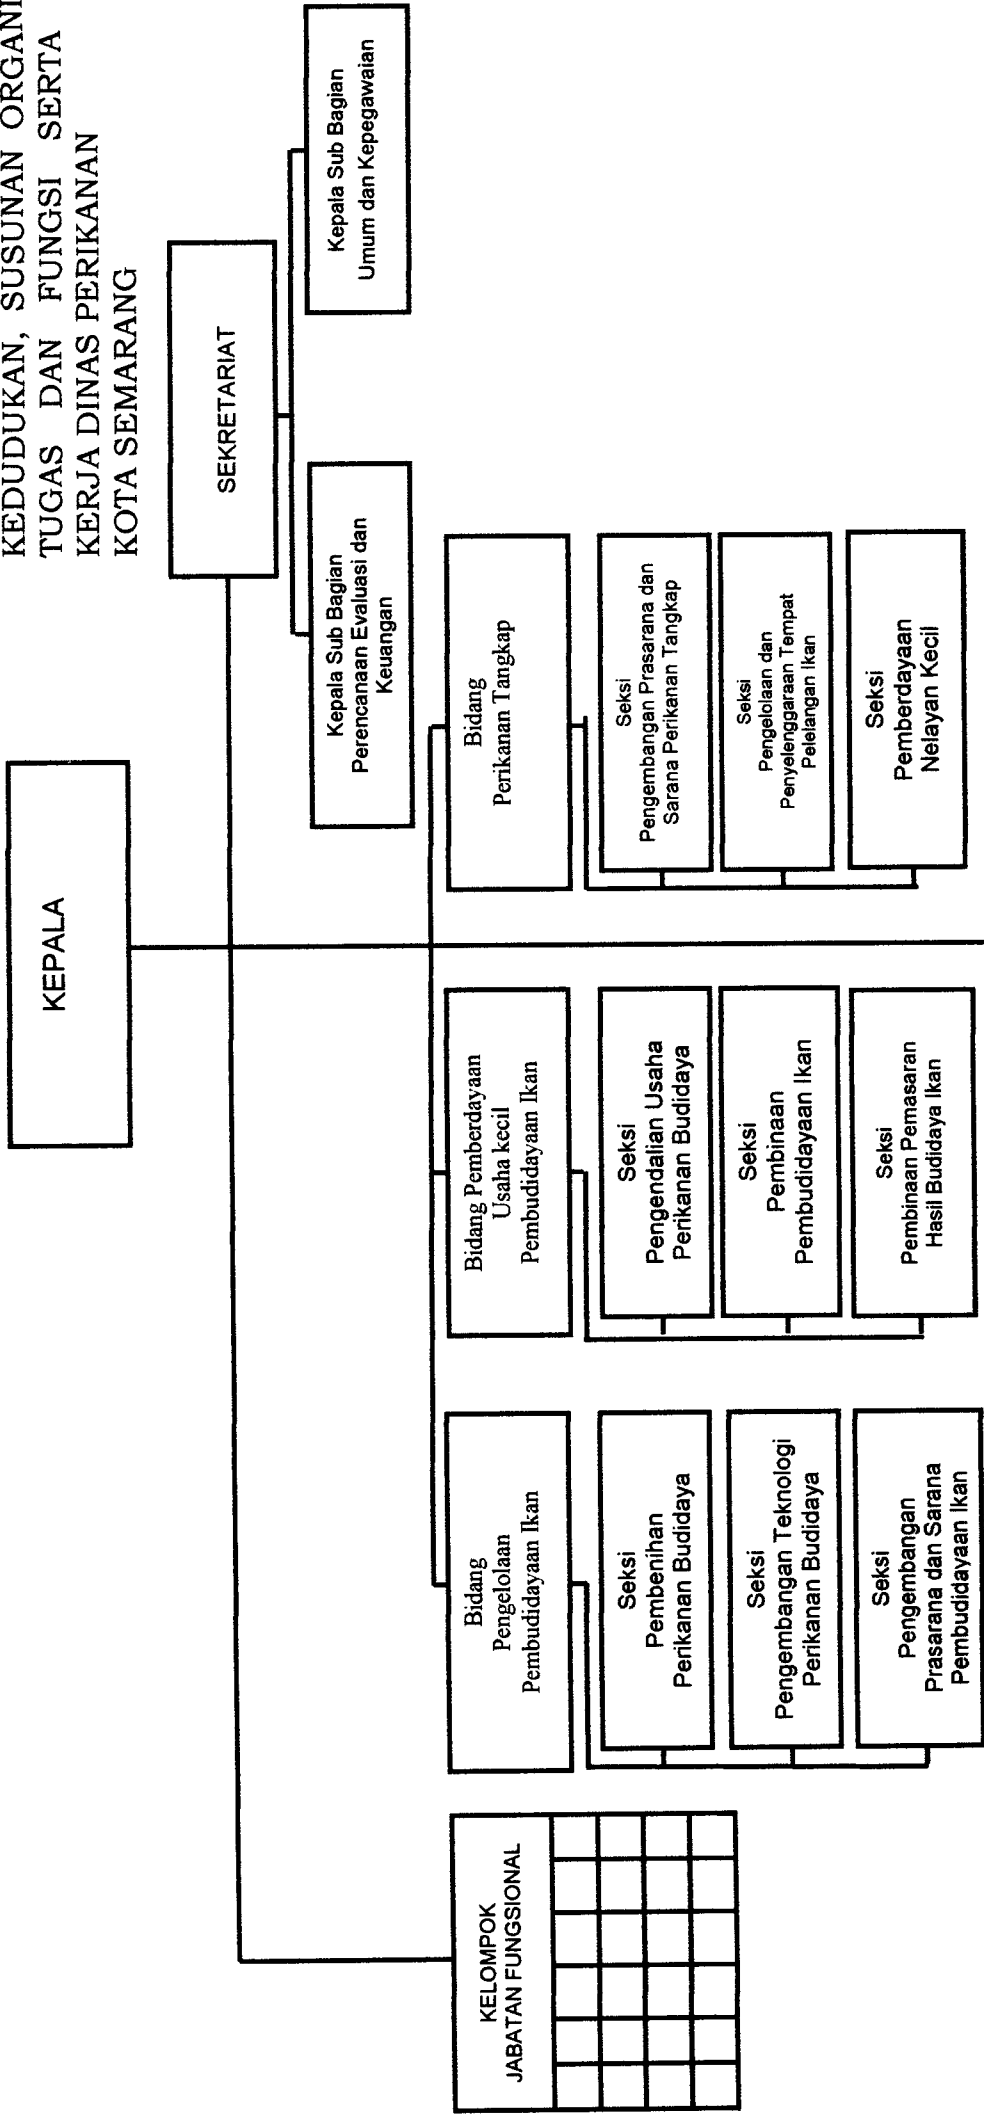 KEDUDUKAN, SUSUNAN ORGANI
TUGAS DAN FUNGSI SERTA
KERJA DINAS PERIKANAN
KOTA SEMARANG
KEPALA
SEKRETARIAT
Kepala Sub Bagian
Perencanaan Evaluasi dan
Keuangan
Kepala Sub Bagian
Umum dan Kepegawaian
KELOMPOK
JABATAN FUNGSIONAL
Bidang
Pengelolaan
Pembudidayaan Ikan
Seksi
Pembenihan
Perikanan Budidaya
Seksi
Pengembangan Teknologi
Perikanan Budidaya
Seksi
Pengembangan
Prasarana dan Sarana
Pembudidayaan Ikan
Bidang Pemberdayaan
Usaha kecil
Pembudidayaan Ikan
Seksi
Pengendalian Usaha
Perikanan Budidaya
Seksi
Pembinaan
Pembudidayaan Ikan
Seksi
Pembinaan Pemasaran
Hasil Budidaya Ikan
Bidang
Perikanan Tangkap
Seksi
Pengembangan Prasarana dan
Sarana Perikanan Tangkap
Seksi
Pengelolaan dan
Penyelenggaraan Tempat
Pelelangan Ikan
Seksi
Pemberdayaan
Nelayan Kecil